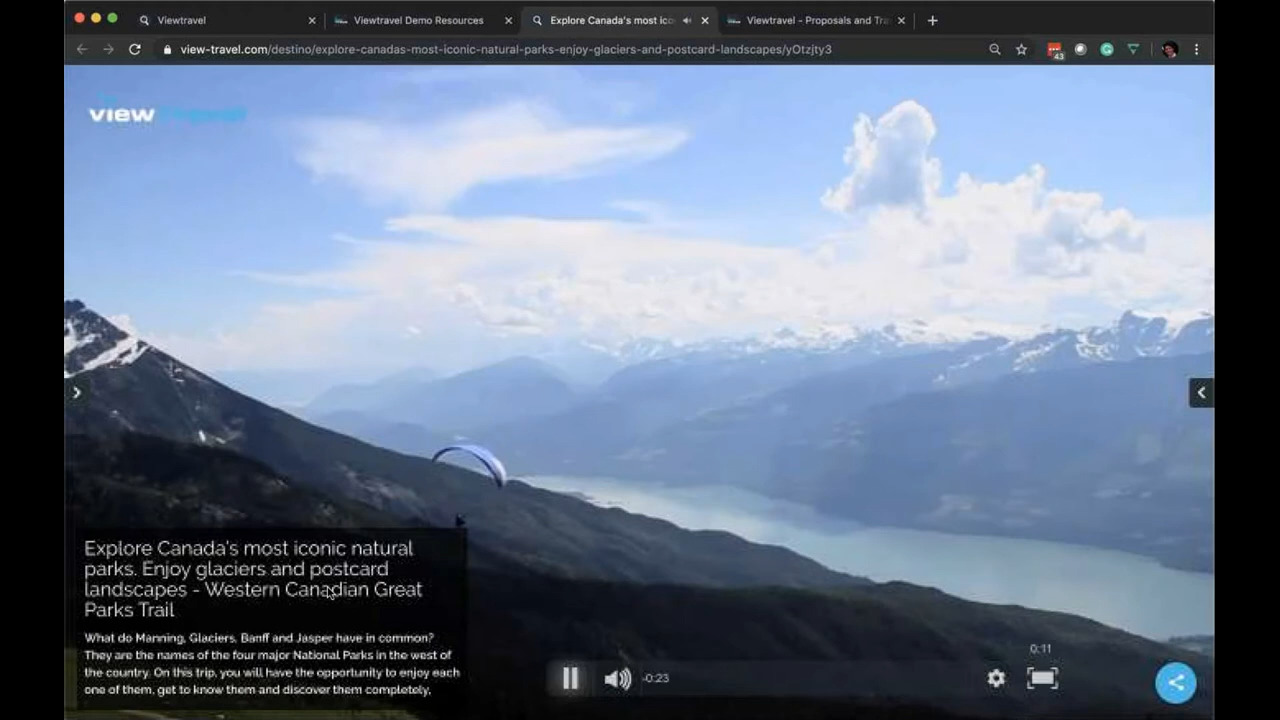 Viewtravel
Viewtravel Demo Resources
Explore Canada's most ic
Viewtravel - Proposals and Tra
view-travel.com/destino/explore-canadas-most-iconic-natural-parks-enjoy-glaciers-and-postcard-landscapes/yOtzjty3
43
view travel
Explore Canada's most iconic natural
parks. Enjoy glaciers and postcard
landscapes - Western Canadian Great
Parks Trail
What do Manning, Glaciers, Banff and Jasper have in common?
They are the names of the four major National Parks in the west of
the country. On this trip, you will have the opportunity to enjoy each
one of them, get to know them and discover them completely,
0:11
-0:23